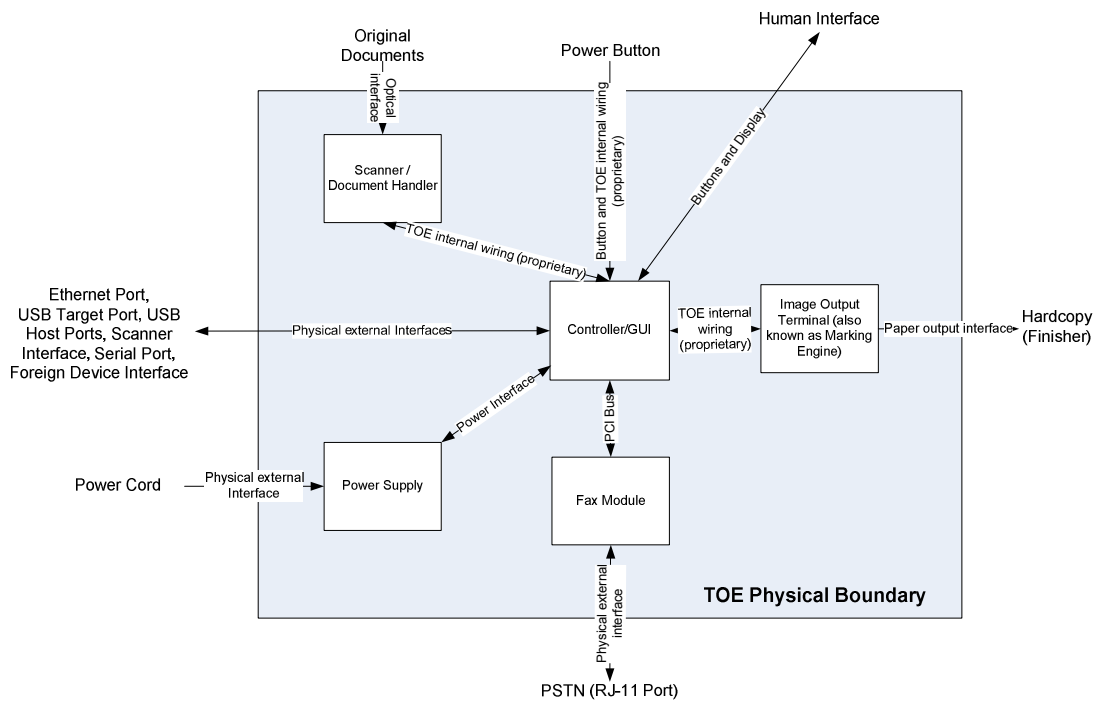 Human Interface
Original
Documents
Power Button
Optical
interface
Button and TOE internal wiring
(proprietary)
Buttons and Display
Scanner /
Document Handler
TOE internal wiring (proprietary)
Ethernet Port,
USB Target Port, USB
Host Ports, Scanner
Interface, Serial Port,
Foreign Device Interface
Physical external Interfaces
Controller/GUI
TOE internal
wiring
(proprietary)
Image Output
Terminal (also
known as Marking
Engine)
Paper output interface
Hardcopy
(Finisher)
Power Interface
PCI Bus
Power Cord
Physical external
Interface
Power Supply
Fax Module
Physical external
interface
TOE Physical Boundary
PSTN (RJ-11 Port)